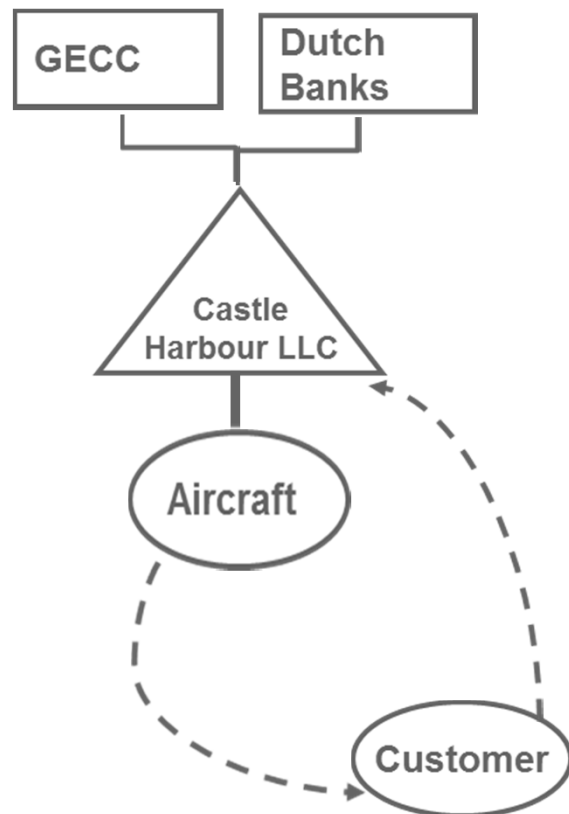 GECC
Dutch
Banks
Castle
Harbour LLC
Aircraft
Customer